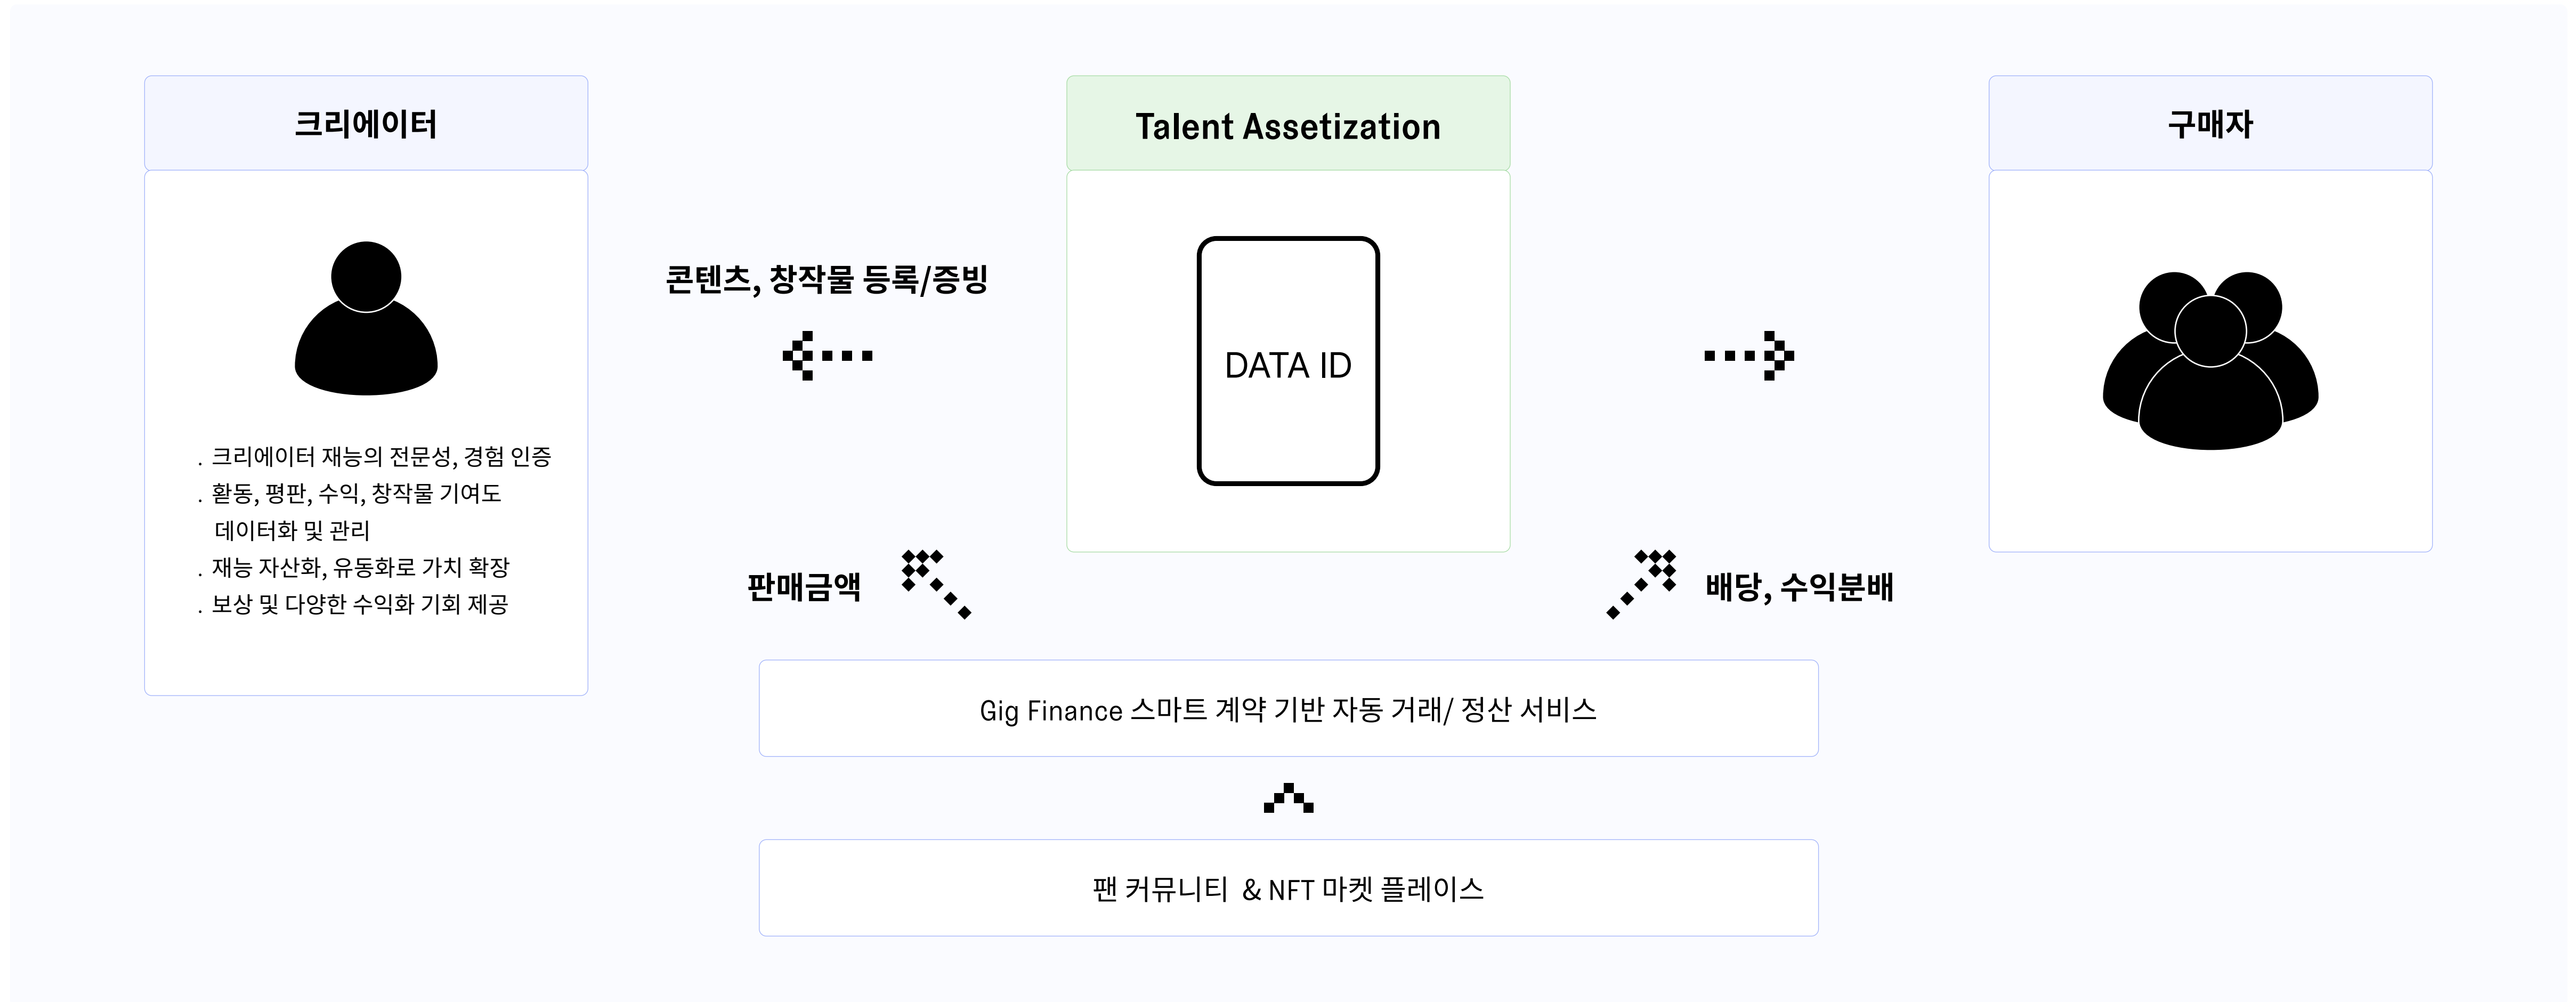 크리에이터
Talent Assetization
구매자
콘텐츠, 창작물 등록/증빙
DATA ID
. 크리에이터 재능의 전문성, 경험 인증
. 홛동, 평판, 수익, 창작물 기여도
데이터화 및 관리
. 재능 자산화, 유동화로 가치 확장
. 보상 및 다양한 수익화 기회 제공
판매금액
배당, 수익분배
Gig Finance 스마트 계약 기반 자동 거래/ 정산 서비스
팬 커뮤니티 & NFT 마켓 플레이스